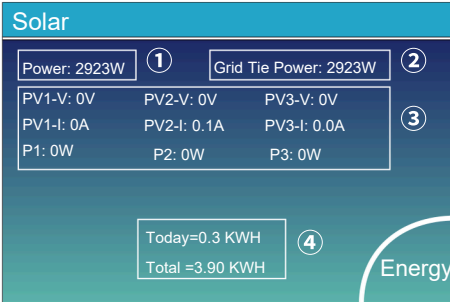 Solar
Power: 2923W ① Grid Tie Power: 2923W ②
PV1-V: 0V PV2-V: 0V PV3-V: 0V
PV1-I: 0A PV2-I: 0.1A PV3-I: 0.0A ③
P1: 0W P2: 0W P3: 0W
Today=0.3 KWH ④
Total =3.90 KWH
Energy